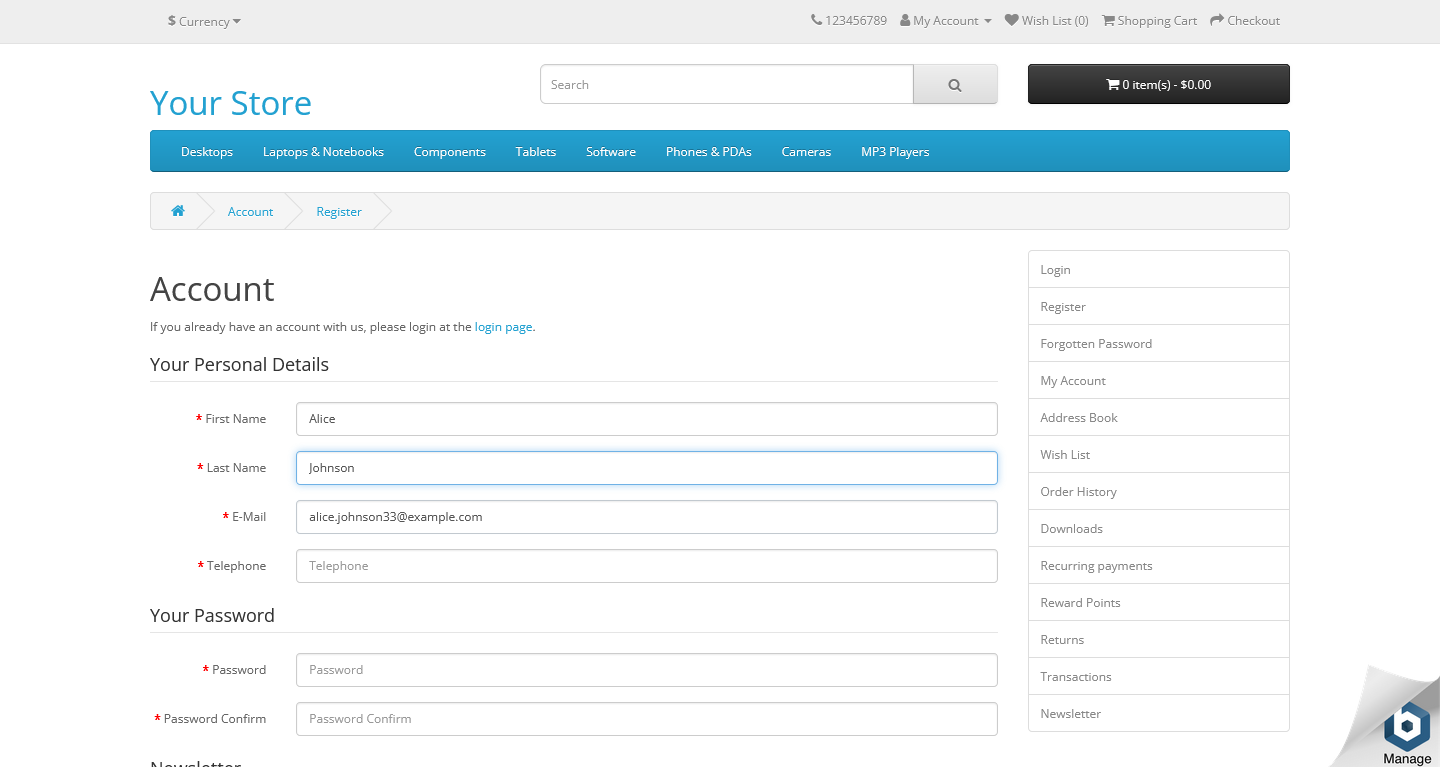 $ Currency
123456789 My Account Wish List (0) Shopping Cart Checkout
Your Store
Search
0 item(s) - $0.00
Desktops Laptops & Notebooks Components Tablets Software Phones & PDAs Cameras MP3 Players
Account Register
Account
If you already have an account with us, please login at the login page.
Your Personal Details
* First Name Alice
* Last Name Johnson
* E-Mail alice.johnson33@example.com
* Telephone Telephone
Your Password
* Password Password
* Password Confirm Password Confirm
Newsletter
Login
Register
Forgotten Password
My Account
Address Book
Wish List
Order History
Downloads
Recurring payments
Reward Points
Returns
Transactions
Newsletter
b
Manage